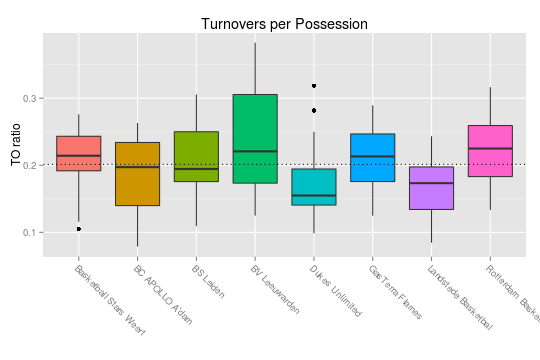 Turnovers per Possession
TO ratio
0.3
0.2
0.1
Basketball Stars Weert
BC APOLLO A'dam
BS Leiden
BV Leeuwarden
Dukes Unlimited
GasTerra Flames
Landstede Basketbal
Rotterdam Baske